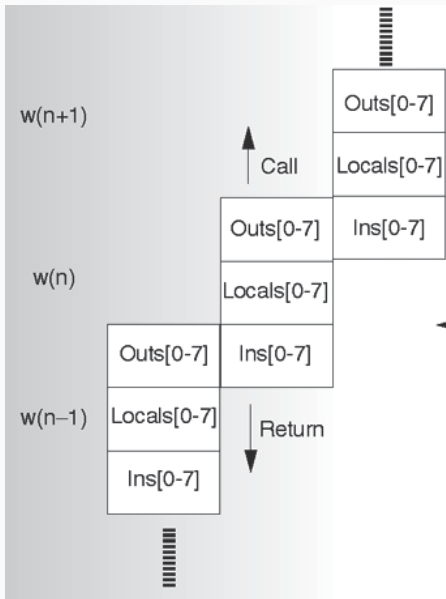 Outs[0-7]
w(n+1)
Call
Locals[0-7]
Outs[0-7]
Ins[0-7]
w(n)
Locals[0-7]
Outs[0-7]
Ins[0-7]
w(n−1)
Locals[0-7]
Return
Ins[0-7]